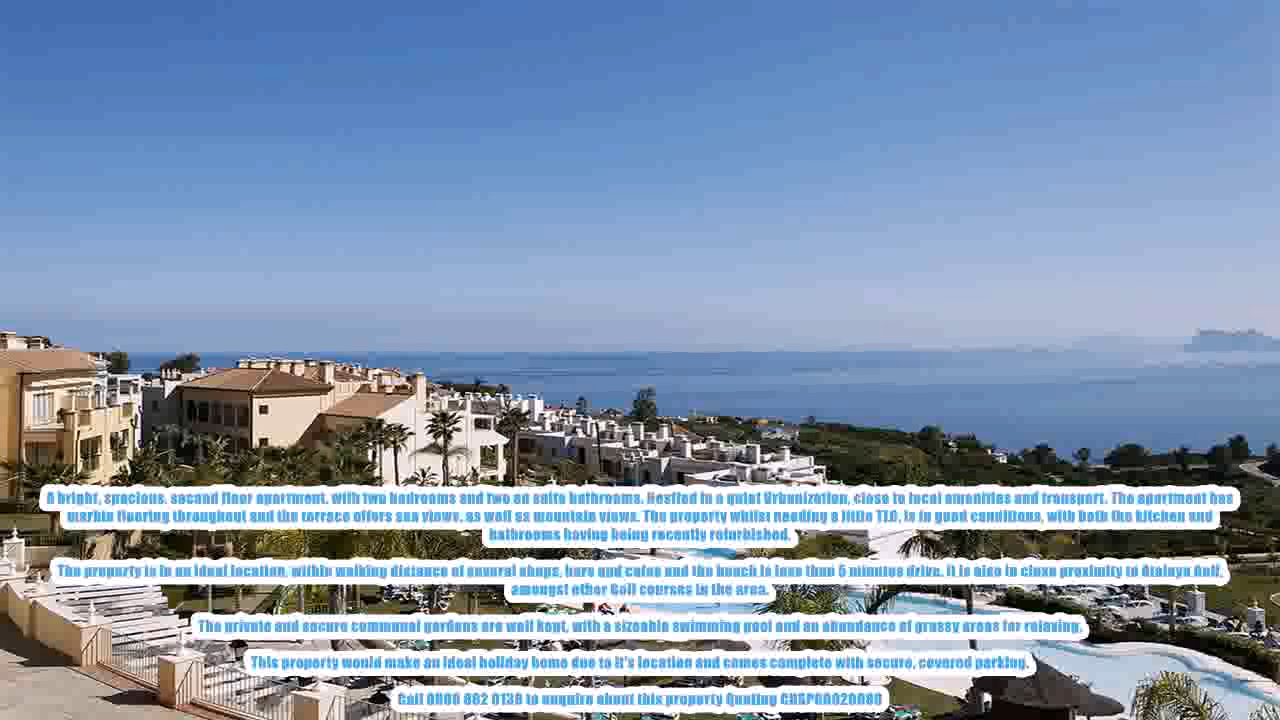 A bright, spacious, second floor apartment, with two bedrooms and two en suite bathrooms. Nestled in a quiet Urbanization, close to local amenities and transport. The apartment has
marble flooring throughout and the terrace offers sea views, as well as mountain views. The property whilst needing a little TLC, is in good conditions, with both the kitchen and
bathrooms having being recently refurbished.
The property is in an ideal location, within walking distance of several shops, bars and cafes and the beach is less than 5 minutes drive. It is also in close proximity to Atalaya Golf,
amongst other Golf courses in the area.
The private and secure communal gardens are well kept, with a sizeable swimming pool and an abundance of grassy areas for relaxing.
This property would make an ideal holiday home due to it's location and comes complete with secure, covered parking.
Call 0800 862 0138 to enquire about this property Quoting